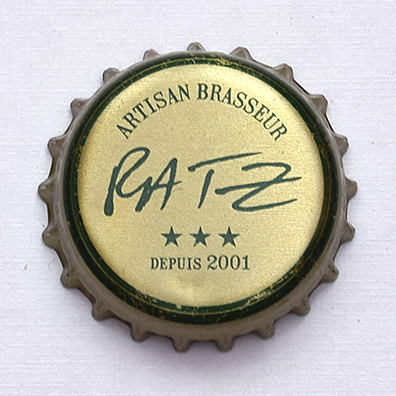 ARTISAN BRASSEUR
RATZ
★★★
DEPUIS 2001